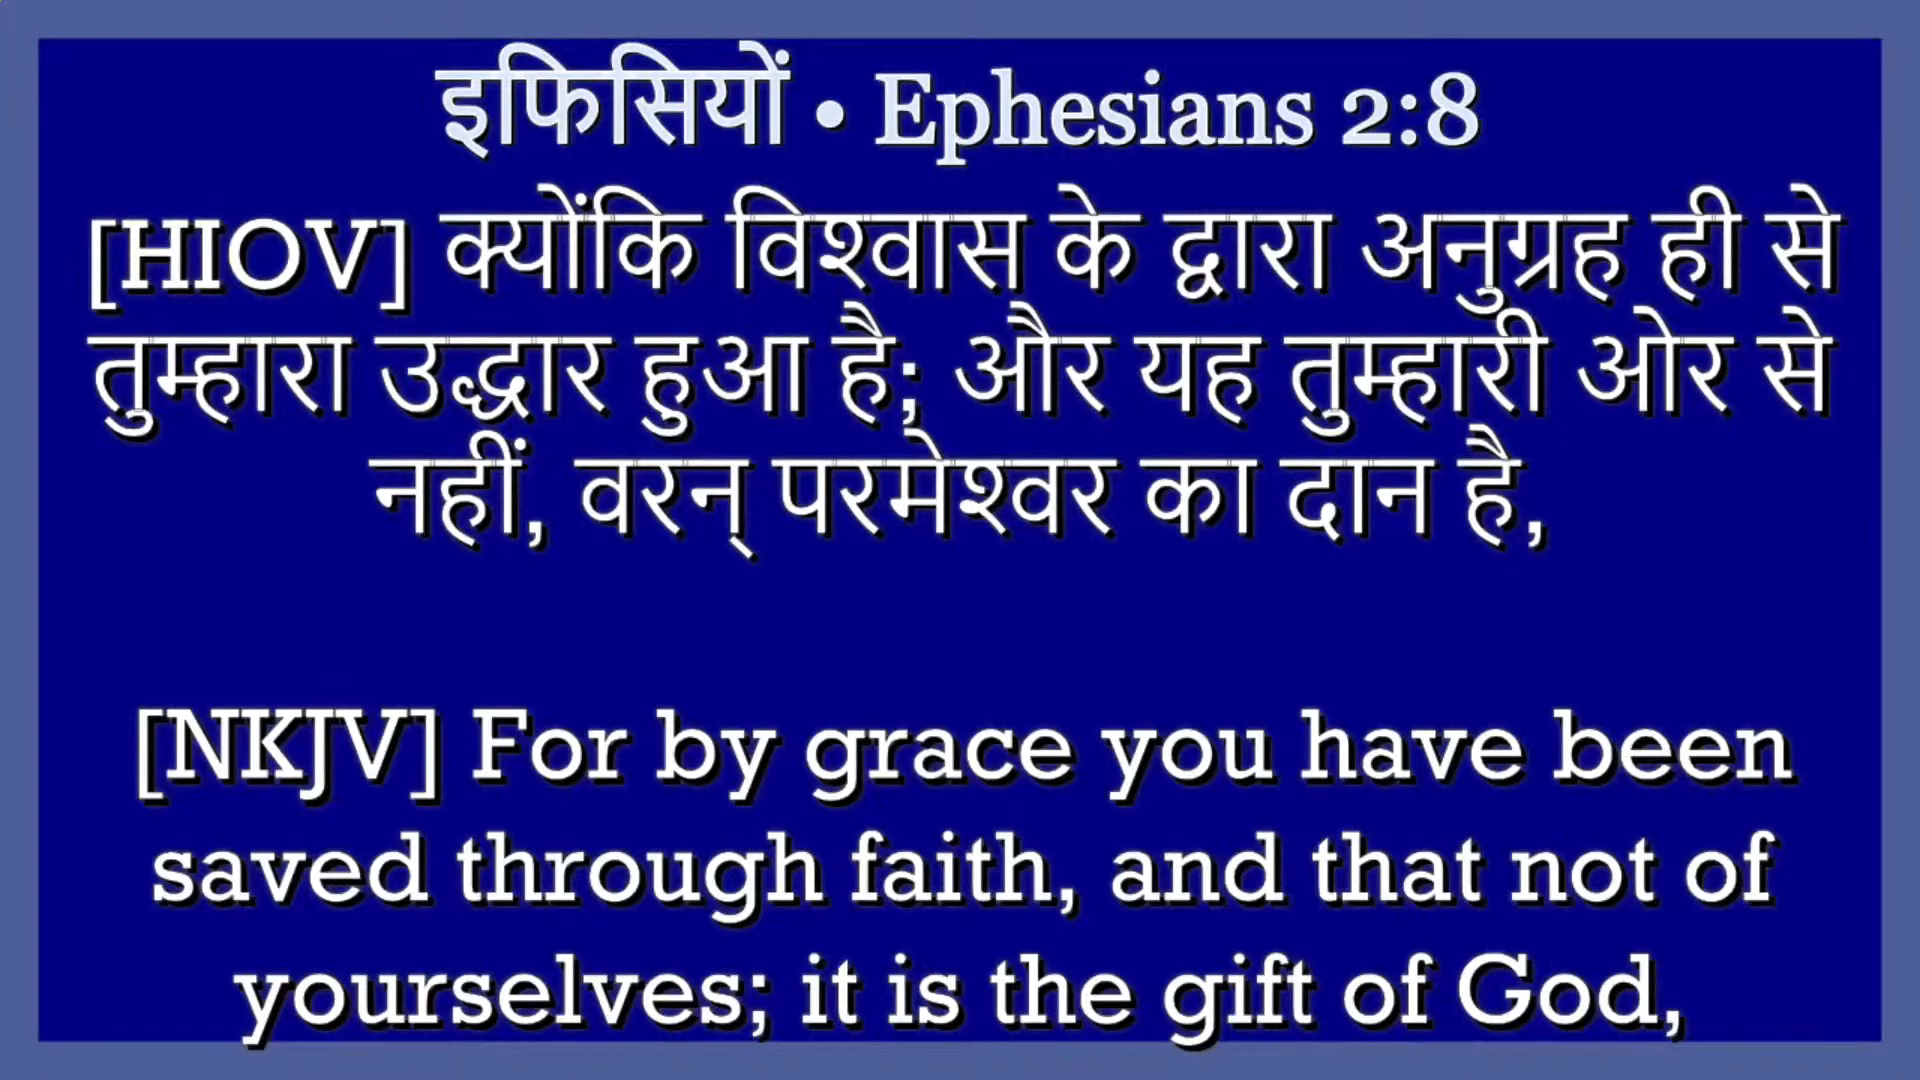 इफिसियों • Ephesians 2:8
[HIOV] क्योंकि विश्वास के द्वारा अनुग्रह ही से
तुम्हारा उद्धार हुआ है; और यह तुम्हारी ओर से
नहीं, वरन् परमेश्वर का दान है,
[NKJV] For by grace you have been
saved through faith, and that not of
yourselves; it is the gift of God,